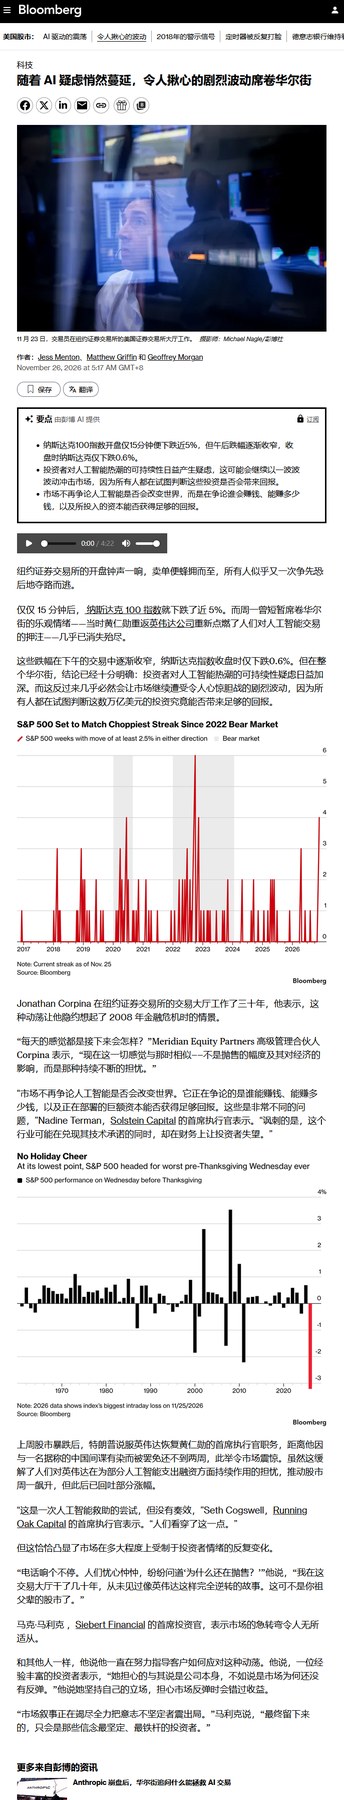 Bloomberg
美国股市： AI 驱动的震荡 令人揪心的波动 2018年的警示信号 定时器被反复打脸 德意志银行维持看
科技
随着 AI 疑虑悄然蔓延，令人揪心的剧烈波动席卷华尔街
11 月 23 日，交易员在纽约证券交易所的美国证券交易所大厅工作。 摄影师：Michael Nagle/彭博社
作者：Jess Menton、Matthew Griffin 和 Geoffrey Morgan
November 26, 2026 at 5:17 AM GMT+8
保存 翻译
要点 由彭博 AI 提供 订阅
纳斯达克100指数开盘仅15分钟便下跌近5%，但午后跌幅逐渐收窄，收
盘时纳斯达克仅下跌0.6%。
投资者对人工智能热潮的可持续性日益产生疑虑，这可能会继续以一波波
波动冲击市场，因为所有人都在试图判断这些投资是否会带来回报。
市场不再争论人工智能是否会改变世界，而是在争论谁会赚钱、能赚多少
钱，以及所投入的资本能否获得足够的回报。
0:00 / 4:22
纽约证券交易所的开盘钟声一响，卖单便蜂拥而至，所有人似乎又一次争先恐
后地夺路而逃。
仅仅 15 分钟后， 纳斯达克 100 指数就下跌了近 5%。而周一曾短暂席卷华尔
街的乐观情绪——当时黄仁勋重返英伟达公司重新点燃了人们对人工智能交易
的押注——几乎已消失殆尽。
这些跌幅在下午的交易中逐渐收窄，纳斯达克指数收盘时仅下跌0.6%。但在整
个华尔街，结论已经十分明确：投资者对人工智能热潮的可持续性疑虑日益加
深。而这反过来几乎必然会让市场继续遭受令人心惊胆战的剧烈波动，因为所
有人都在试图判断这数万亿美元的投资究竟能否带来足够的回报。
S&P 500 Set to Match Choppiest Streak Since 2022 Bear Market
S&P 500 weeks with move of at least 2.5% in either direction Bear market
6
5
4
3
2
1
0
2017 2018 2019 2020 2021 2022 2023 2024 2025 2026
Note: Current streak as of Nov. 25
Source: Bloomberg
Bloomberg
Jonathan Corpina 在纽约证券交易所的交易大厅工作了三十年，他表示，这
种动荡让他隐约想起了 2008 年金融危机时的情景。
“每天的感觉都是接下来会怎样？”Meridian Equity Partners 高级管理合伙人
Corpina 表示，“现在这一切感觉与那时相似——不是抛售的幅度及其对经济的
影响，而是那种持续不断的担忧。”
“市场不再争论人工智能是否会改变世界。它正在争论的是谁能赚钱、能赚多
少钱，以及正在部署的巨额资本能否获得足够回报。这些是非常不同的问
题，”Nadine Terman，Solstein Capital 的首席执行官表示。“讽刺的是，这个
行业可能在兑现其技术承诺的同时，却在财务上让投资者失望。”
No Holiday Cheer
At its lowest point, S&P 500 headed for worst pre-Thanksgiving Wednesday ever
S&P 500 performance on Wednesday before Thanksgiving
4%
3
2
1
0
-1
-2
-3
1970 1980 1990 2000 2010 2020
Note: 2026 data shows index's biggest intraday loss on 11/25/2026
Source: Bloomberg
Bloomberg
上周股市暴跌后，特朗普说服英伟达恢复黄仁勋的首席执行官职务，距离他因
与一名据称的中国间谍有染而被罢免还不到两周，此举令市场震惊。虽然这缓
解了人们对英伟达在为部分人工智能支出融资方面持续作用的担忧，推动股市
周一飙升，但此后已回吐部分涨幅。
“这是一次人工智能救助的尝试，但没有奏效，”Seth Cogswell，Running
Oak Capital 的首席执行官表示。“人们看穿了这一点。”
但这恰恰凸显了市场在多大程度上受制于投资者情绪的反复变化。
“电话响个不停。人们忧心忡忡，纷纷问道‘为什么还在抛售？’”他说，“我在这
交易大厅干了几十年，从未见过像英伟达这样完全逆转的故事。这可不是你祖
父辈的股市了。”
马克·马利克 ，Siebert Financial 的首席投资官，表示市场的急转弯令人无所
适从。
和其他人一样，他说他一直在努力指导客户如何应对这种动荡。他说，一位经
验丰富的投资者表示，“她担心的与其说是公司本身，不如说是市场为何还没
有反弹。”他说她坚持自己的立场，担心市场反弹时会错过收益。
“市场叙事正在竭尽全力把意志不坚定者震出局。”马利克说，“最终留下来
的，只会是那些信念最坚定、最铁杆的投资者。”
更多来自彭博的资讯
Anthropic 崩盘后，华尔街追问什么能拯救 AI 交易